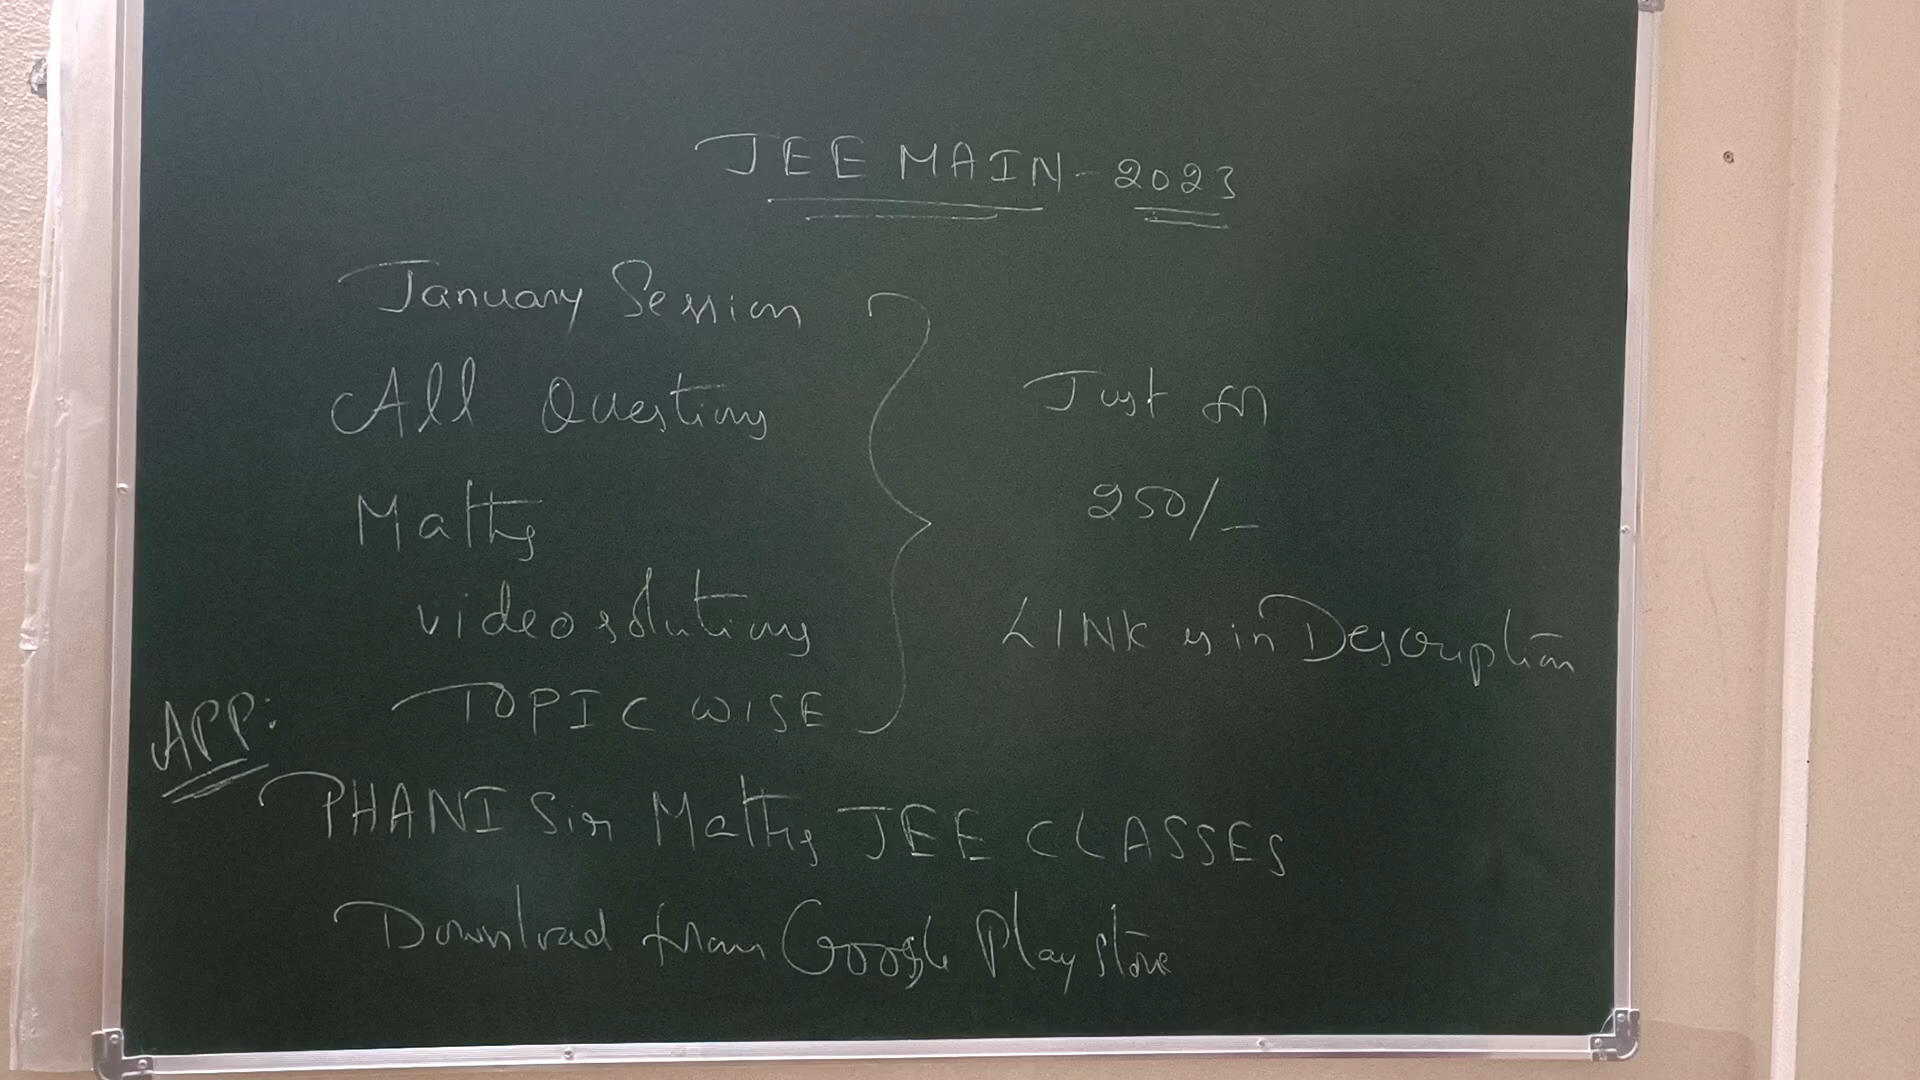 JEE MAIN - 2023
January Session
All Questions
Maths
video solutions
TOPIC WISE
Just for
250/-
LINK is in Description
APP:
PHANI Sir Maths JEE CLASSES
Download from Google Play store